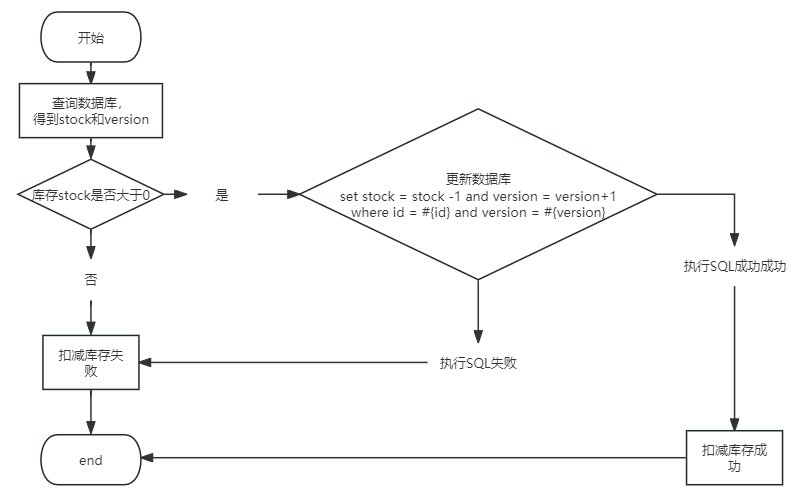 开始
查询数据库，
得到stock和version
库存stock是否大于0
是
更新数据库
set stock = stock -1 and version = version+1
where id = #{id} and version = #{version}
执行SQL成功成功
否
扣减库存失
败
执行SQL失败
扣减库存成
功
end